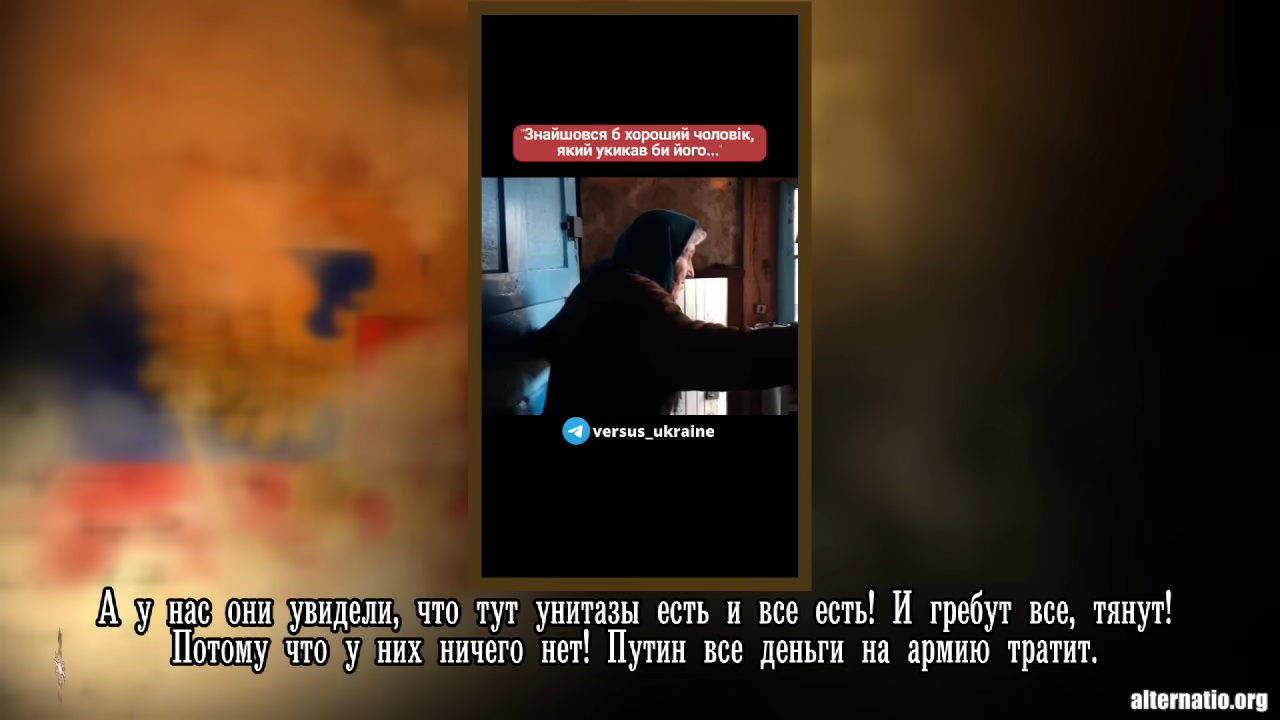 "Знайшовся б хороший чоловік,
який укикав би його..."
versus_ukraine
А у нас они увидели, что тут унитазы есть и все есть! И гребут все, тянут!
Потому что у них ничего нет! Путин все деньги на армию тратит.
alternatio.org